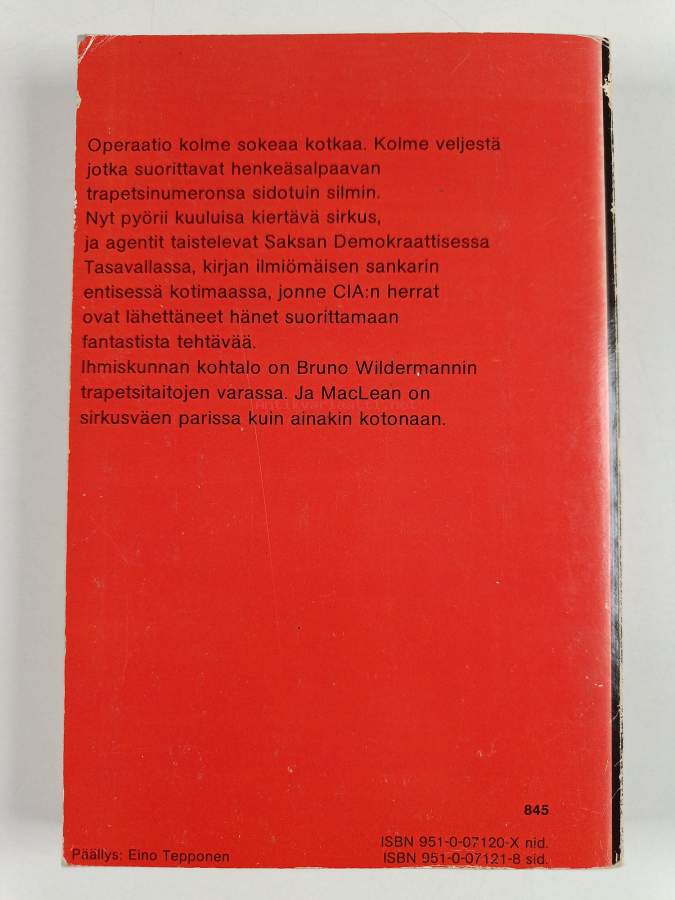 Operaatio kolme sokeaa kotkaa. Kolme veljestä
jotka suorittavat henkeäsalpaavan
trapetsinumeronsa sidotuin silmin.
Nyt pyörii kuuluisa kiertävä sirkus,
ja agentit taistelevat Saksan Demokraattisessa
Tasavallassa, kirjan ilmiömäisen sankarin
entisessä kotimaassa, jonne CIA:n herrat
ovat lähettäneet hänet suorittamaan
fantastista tehtävää.
Ihmiskunnan kohtalo on Bruno Wildermannin
trapetsitaitojen varassa. Ja MacLean on
sirkusväen parissa kuin ainakin kotonaan.
845
ISBN 951-0-07120-X nid.
Päällys: Eino Tepponen
ISBN 951-0-07121-8 sid.